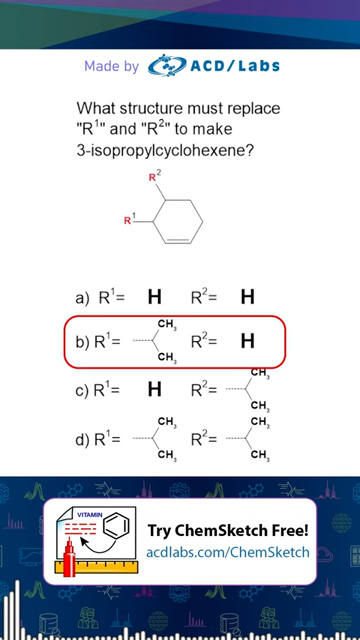 Made by ACD/Labs
What structure must replace
"R¹" and "R²" to make
3-isopropylcyclohexene?
R²
R¹
a) R¹= H R²= H
CH₃
b) R¹= R²= H
CH₃
CH₃
c) R¹= H R²=
CH₃
CH₃ CH₃
d) R¹= R²=
CH₃ CH₃
VITAMIN
Try ChemSketch Free!
acdlabs.com/ChemSketch